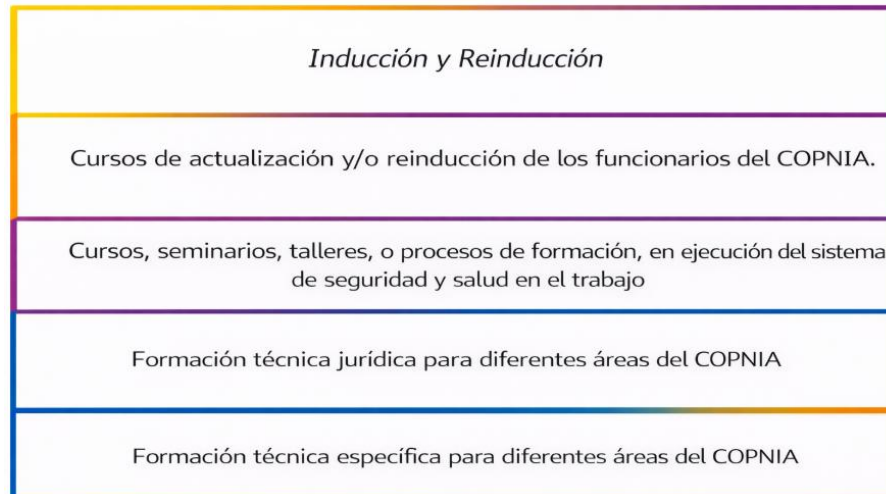 Inducción y Reinducción
Cursos de actualización y/o reinducción de los funcionarios del COPNIA.
Cursos, seminarios, talleres, o procesos de formación, en ejecución del sistema
de seguridad y salud en el trabajo
Formación técnica jurídica para diferentes áreas del COPNIA
Formación técnica específica para diferentes áreas del COPNIA